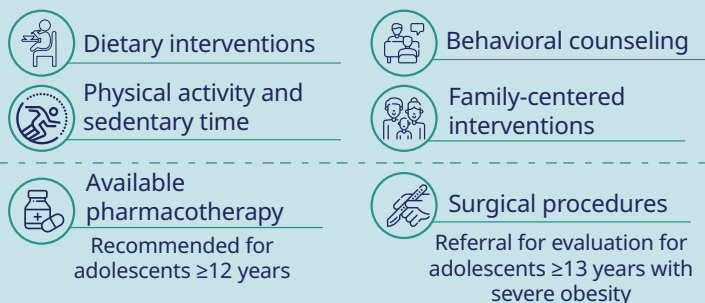 Dietary interventions
Behavioral counseling
Physical activity and
sedentary time
Family-centered
interventions
Available
pharmacotherapy
Recommended for
adolescents ≥12 years
Surgical procedures
Referral for evaluation for
adolescents ≥13 years with
severe obesity